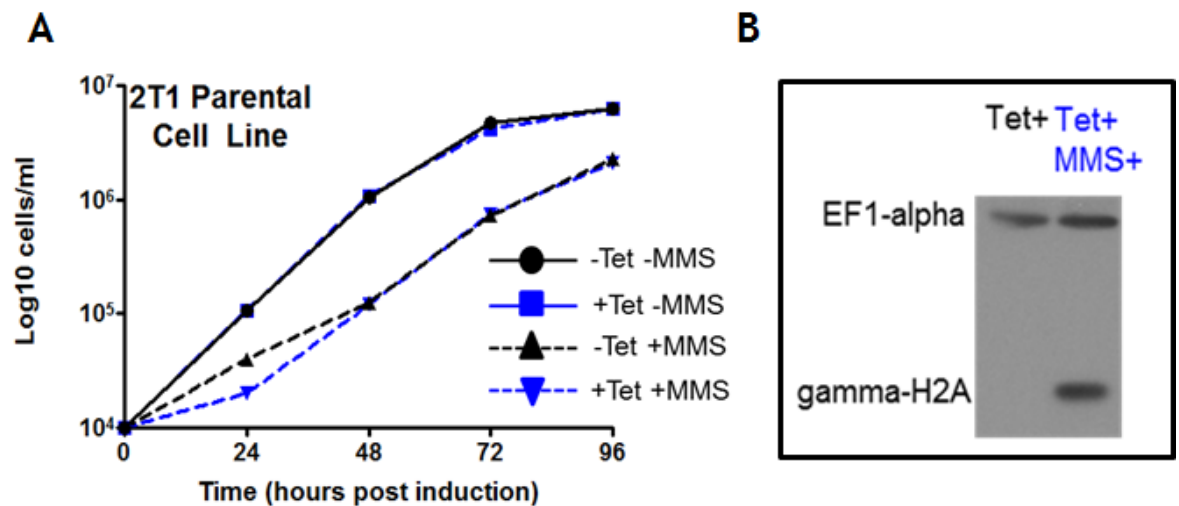 A
B
2T1 Parental
Cell Line
Log10 cells/ml
10^7
10^6
10^5
10^4
0
24
48
72
96
Time (hours post induction)
-Tet -MMS
+Tet -MMS
-Tet +MMS
+Tet +MMS
Tet+ Tet+
MMS+
EF1-alpha
gamma-H2A